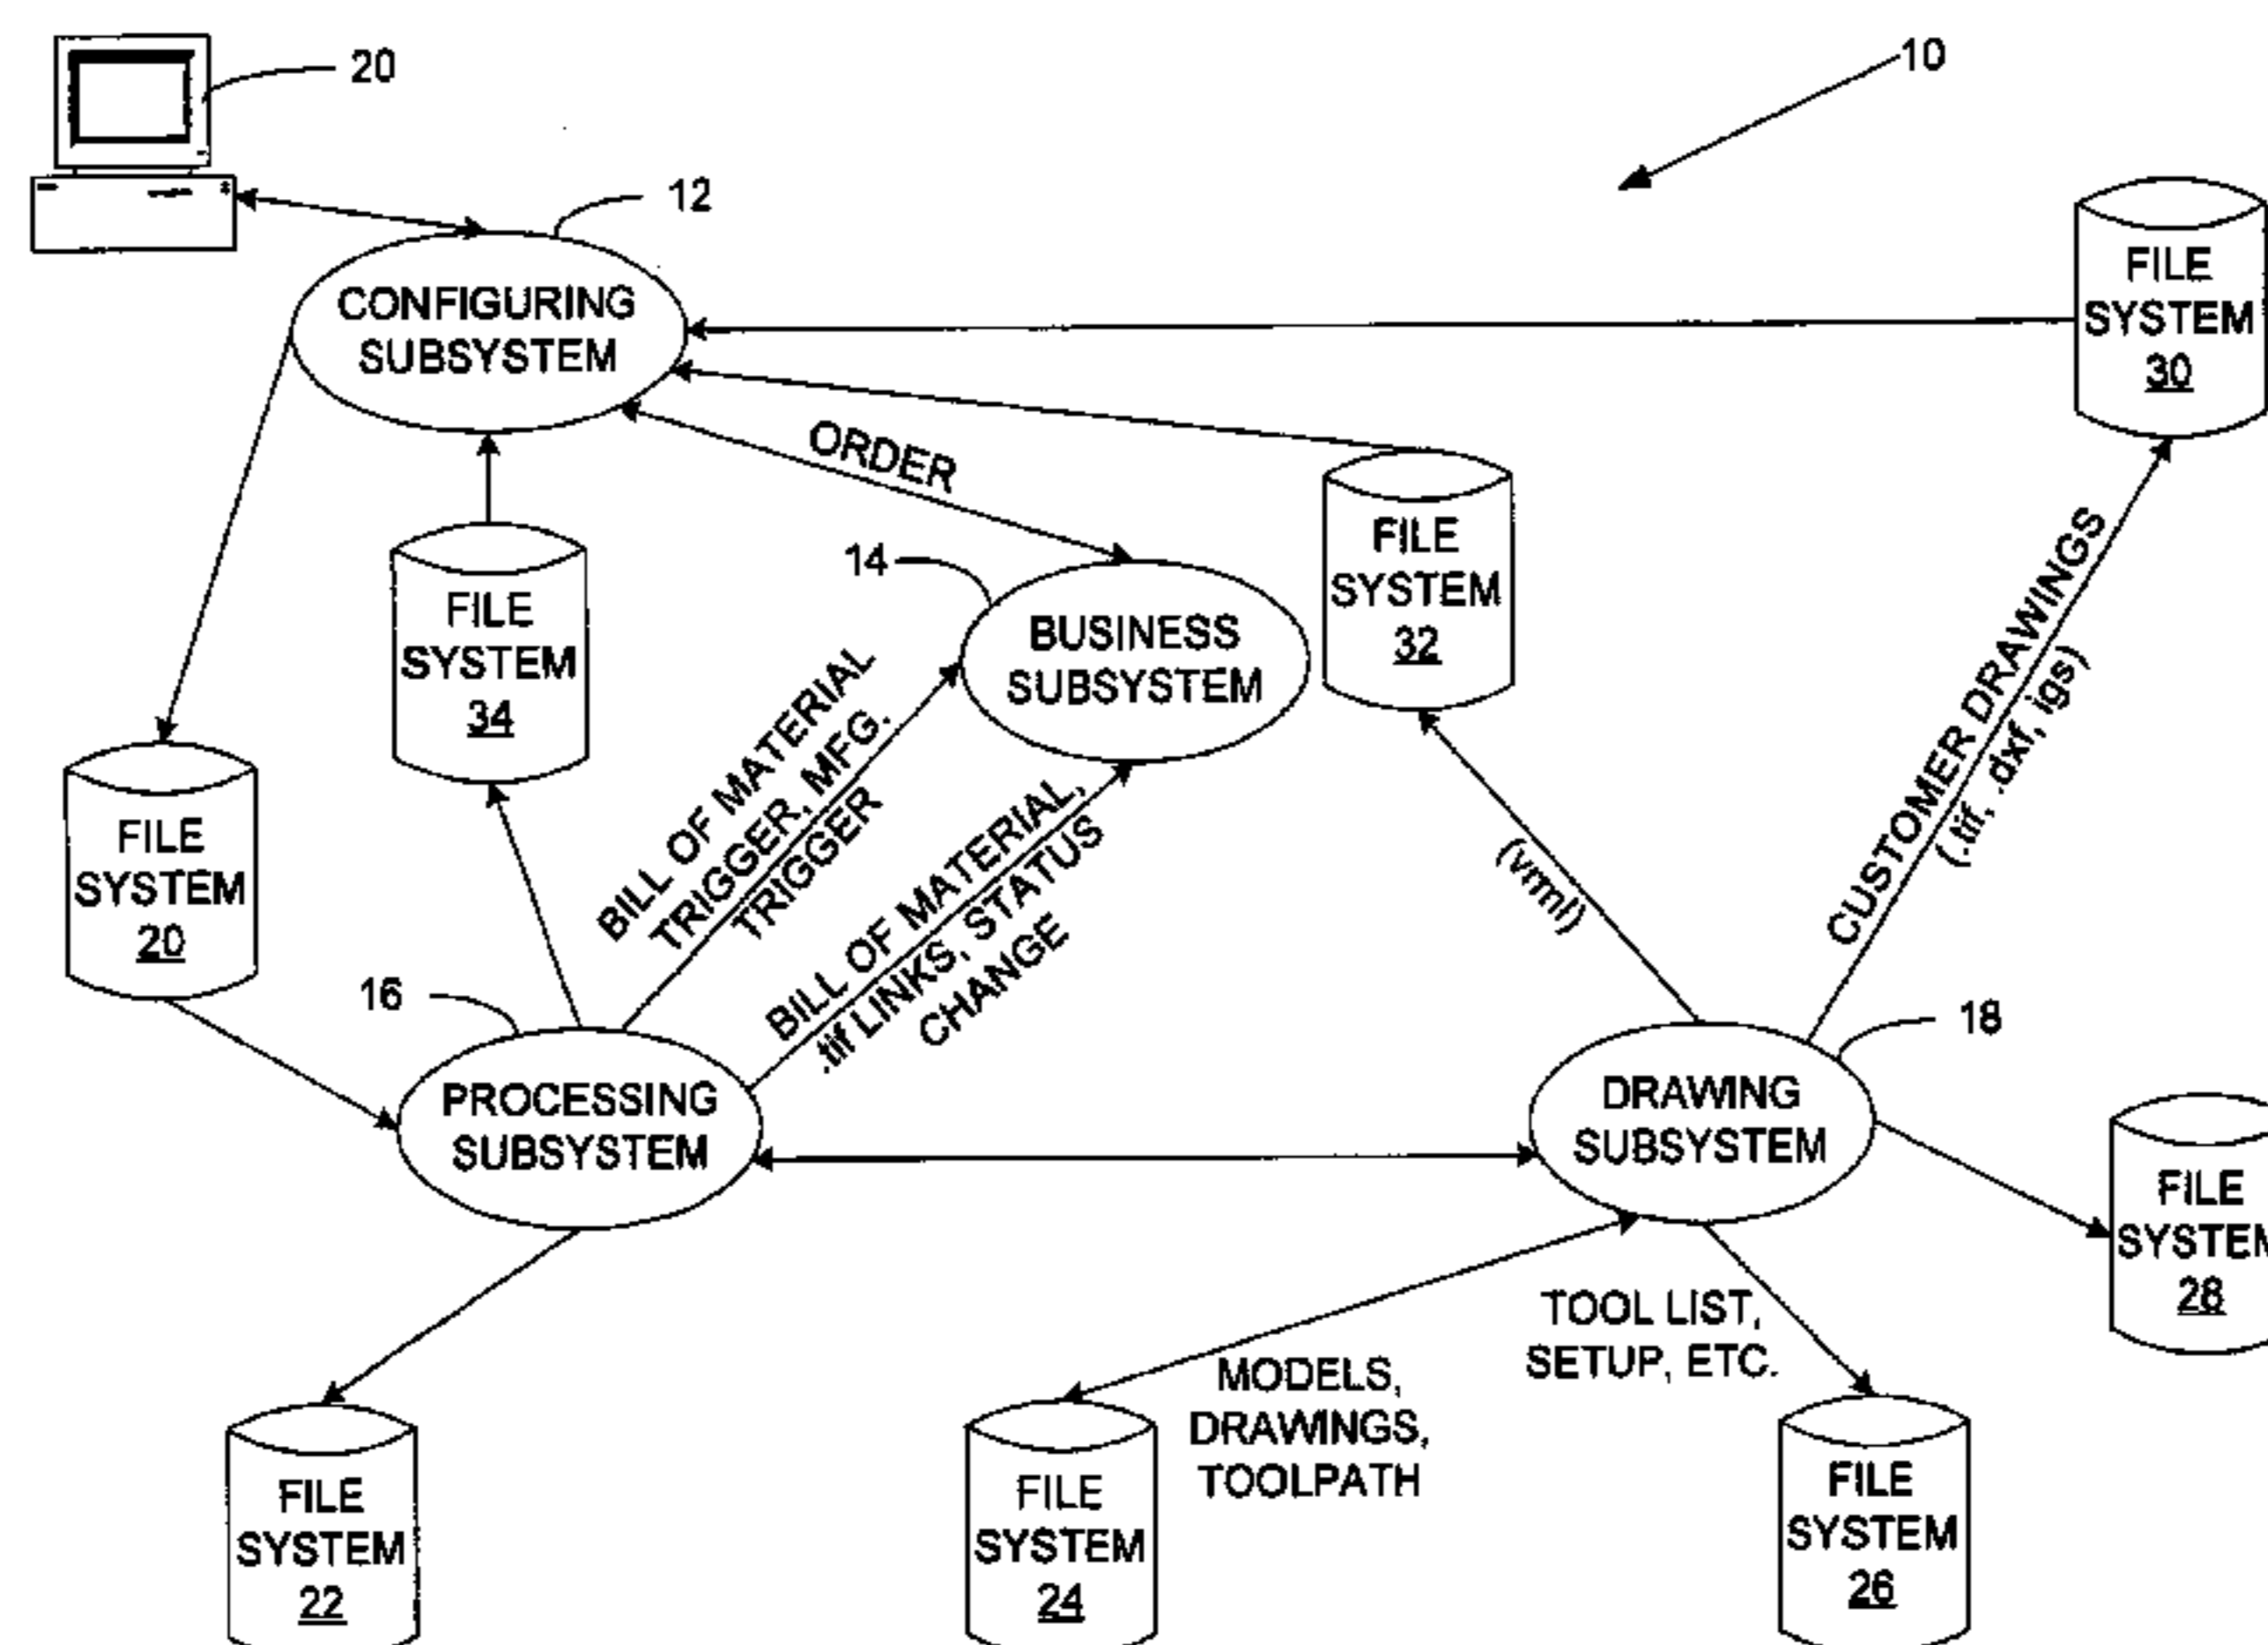 20
10
12
CONFIGURING
SUBSYSTEM
FILE
SYSTEM
30
ORDER
FILE
SYSTEM
32
FILE
SYSTEM
34
14
BUSINESS
SUBSYSTEM
BILL OF MATERIAL
TRIGGER, MFG.
TRIGGER
BILL OF MATERIAL,
.tif LINKS, STATUS
CHANGE
(vrml)
CUSTOMER DRAWINGS
(.tif, .dxf, igs)
FILE
SYSTEM
20
16
PROCESSING
SUBSYSTEM
18
DRAWING
SUBSYSTEM
FILE
SYSTEM
28
TOOL LIST,
SETUP, ETC.
MODELS,
DRAWINGS,
TOOLPATH
FILE
SYSTEM
22
FILE
SYSTEM
24
FILE
SYSTEM
26